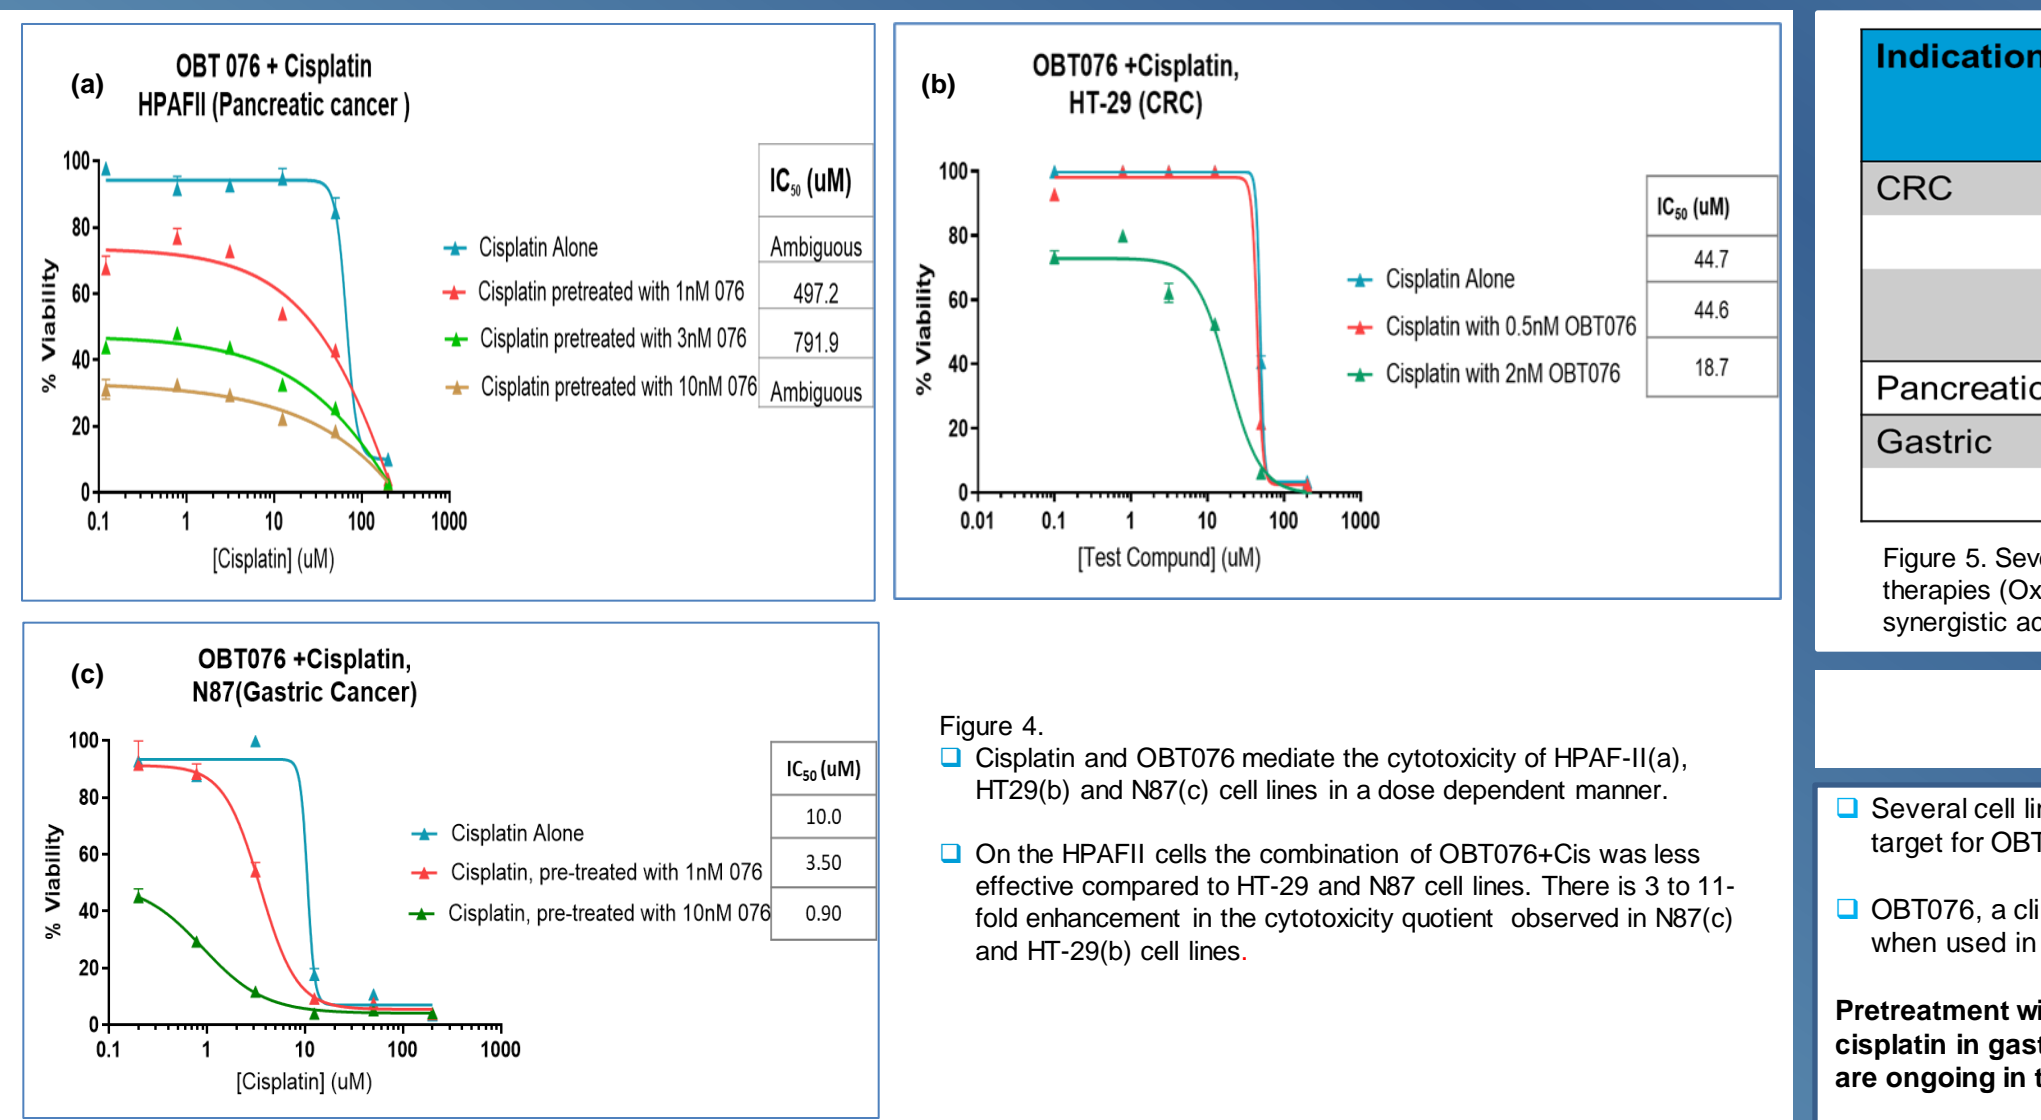 (a)
OBT 076 + Cisplatin
HPAFII (Pancreatic cancer )
100
80
60
40
20
0
% Viability
0.1 1 10 100 1000
[Cisplatin] (uM)
Cisplatin Alone
Cisplatin pretreated with 1nM 076
Cisplatin pretreated with 3nM 076
Cisplatin pretreated with 10nM 076
IC50 (uM)
Ambiguous
497.2
791.9
Ambiguous
(b)
OBT076 +Cisplatin,
HT-29 (CRC)
100
80
60
40
20
0
% Viability
0.01 0.1 1 10 100 1000
[Test Compund] (uM)
Cisplatin Alone
Cisplatin with 0.5nM OBT076
Cisplatin with 2nM OBT076
IC50 (uM)
44.7
44.6
18.7
(c)
OBT076 +Cisplatin,
N87(Gastric Cancer)
100
80
60
40
20
0
% Viability
0.1 1 10 100 1000
[Cisplatin] (uM)
Cisplatin Alone
Cisplatin, pre-treated with 1nM 076
Cisplatin, pre-treated with 10nM 076
IC50 (uM)
10.0
3.50
0.90
Figure 4.
Cisplatin and OBT076 mediate the cytotoxicity of HPAF-II(a),
HT29(b) and N87(c) cell lines in a dose dependent manner.
On the HPAFII cells the combination of OBT076+Cis was less
effective compared to HT-29 and N87 cell lines. There is 3 to 11-
fold enhancement in the cytotoxicity quotient observed in N87(c)
and HT-29(b) cell lines.
Indication
CRC
Pancreatic
Gastric
Figure 5. Sev
therapies (Ox
synergistic ac
Several cell li
target for OBT
OBT076, a cli
when used in
Pretreatment wi
cisplatin in gast
are ongoing in t